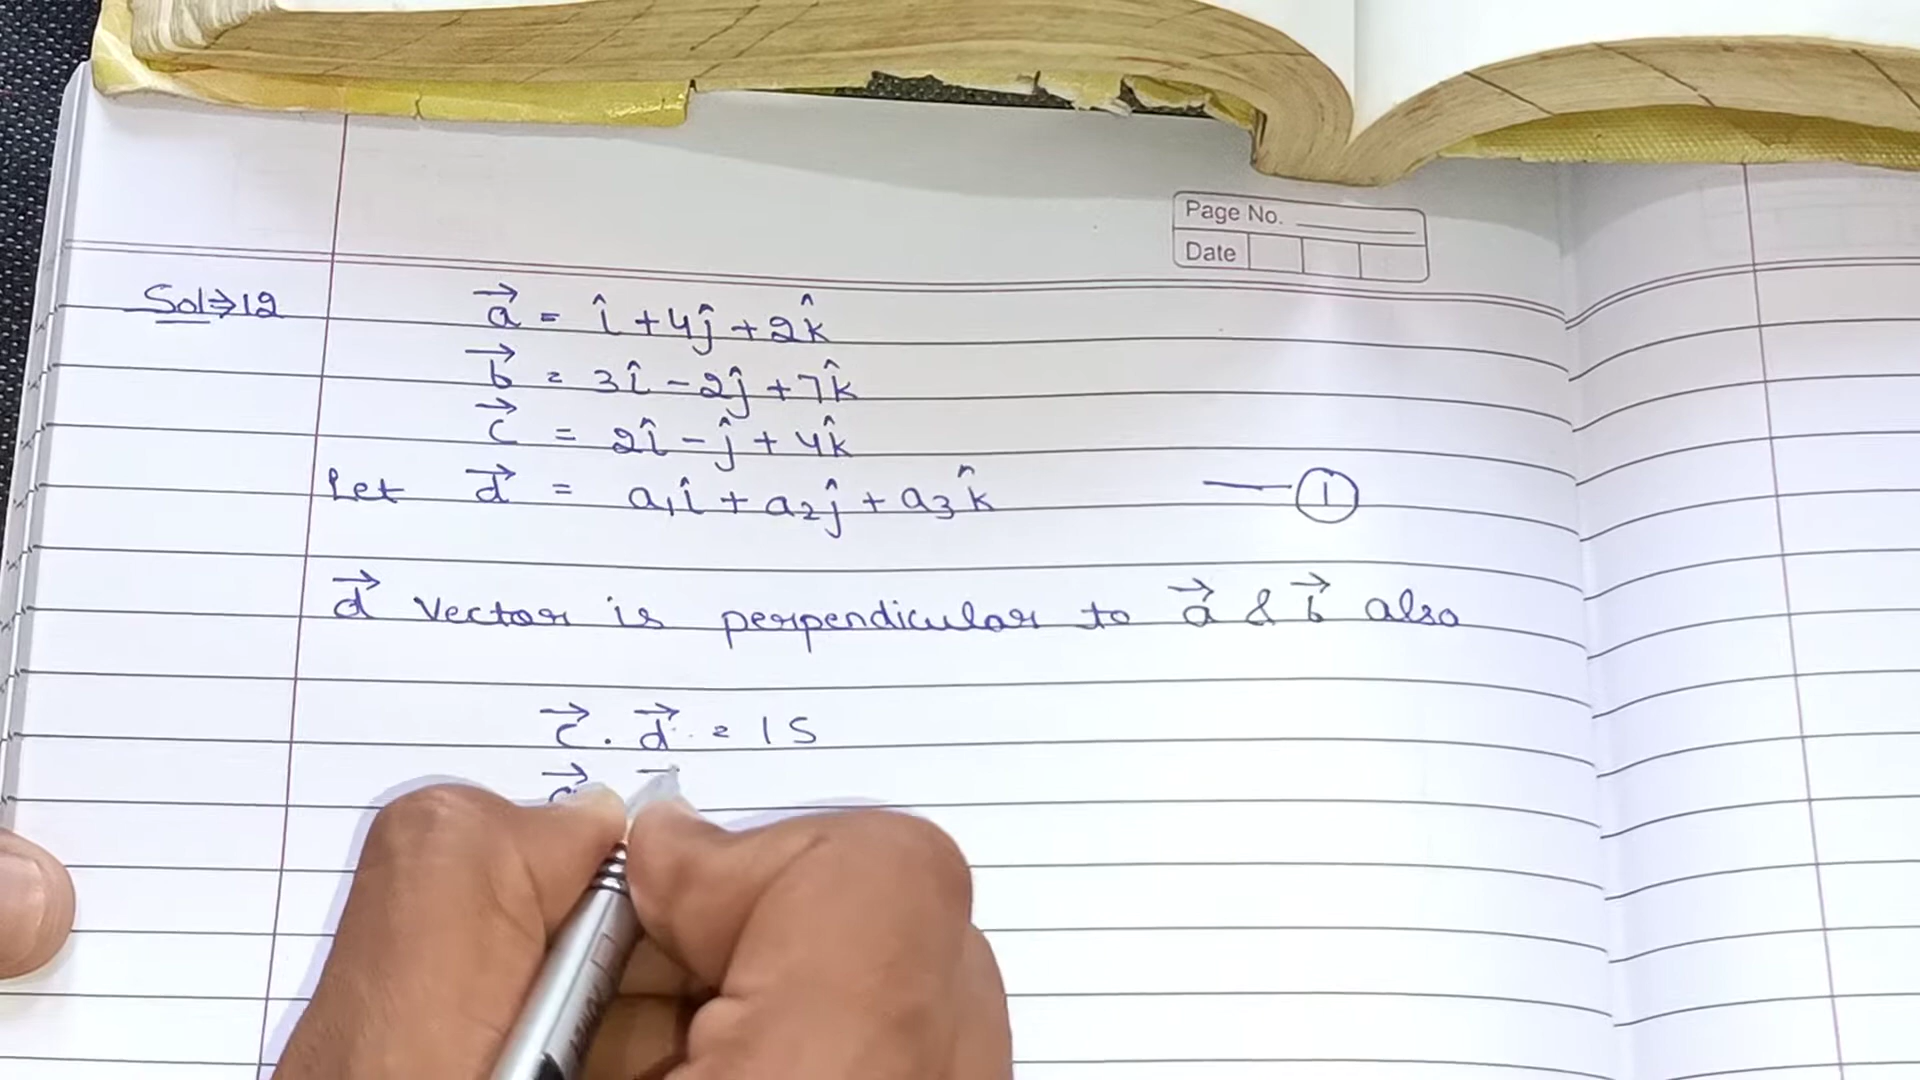 Page No.
Date
Sol⇒12
a⃗ = î + 4ĵ + 2k̂
b⃗ = 3î - 2ĵ + 7k̂
c⃗ = 2î - ĵ + 4k̂
Let d⃗ = a₁î + a₂ĵ + a₃k̂ — ①
d⃗ vector is perpendicular to a⃗ & b⃗ also
c⃗ . d⃗ = 15